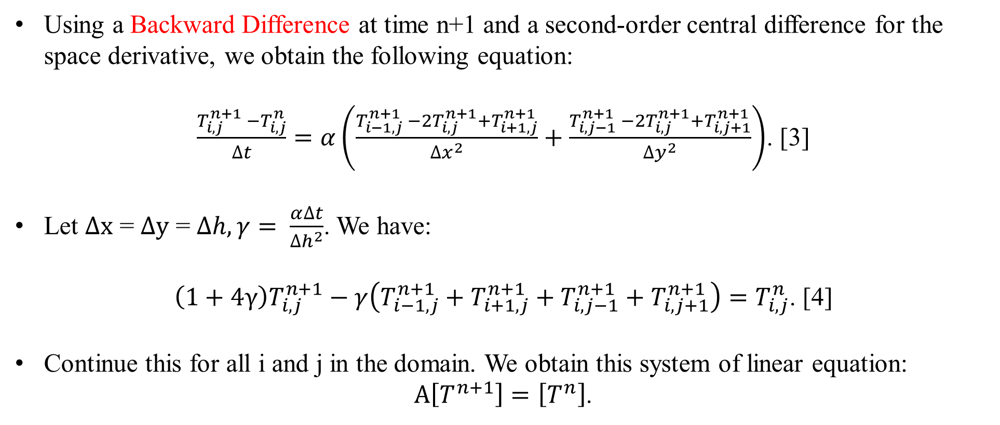 • Using a Backward Difference at time n+1 and a second-order central difference for the
space derivative, we obtain the following equation:
$\frac{T_{i,j}^{n+1} - T_{i,j}^{n}}{\Delta t} = \alpha \left( \frac{T_{i-1,j}^{n+1} - 2T_{i,j}^{n+1} + T_{i+1,j}^{n+1}}{\Delta x^2} + \frac{T_{i,j-1}^{n+1} - 2T_{i,j}^{n+1} + T_{i,j+1}^{n+1}}{\Delta y^2} \right)$. [3]
• Let Δx = Δy = Δh, $\gamma = \frac{\alpha \Delta t}{\Delta h^2}$. We have:
$(1 + 4\gamma)T_{i,j}^{n+1} - \gamma \left( T_{i-1,j}^{n+1} + T_{i+1,j}^{n+1} + T_{i,j-1}^{n+1} + T_{i,j+1}^{n+1} \right) = T_{i,j}^{n}$. [4]
• Continue this for all i and j in the domain. We obtain this system of linear equation:
$A[T^{n+1}] = [T^{n}]$.